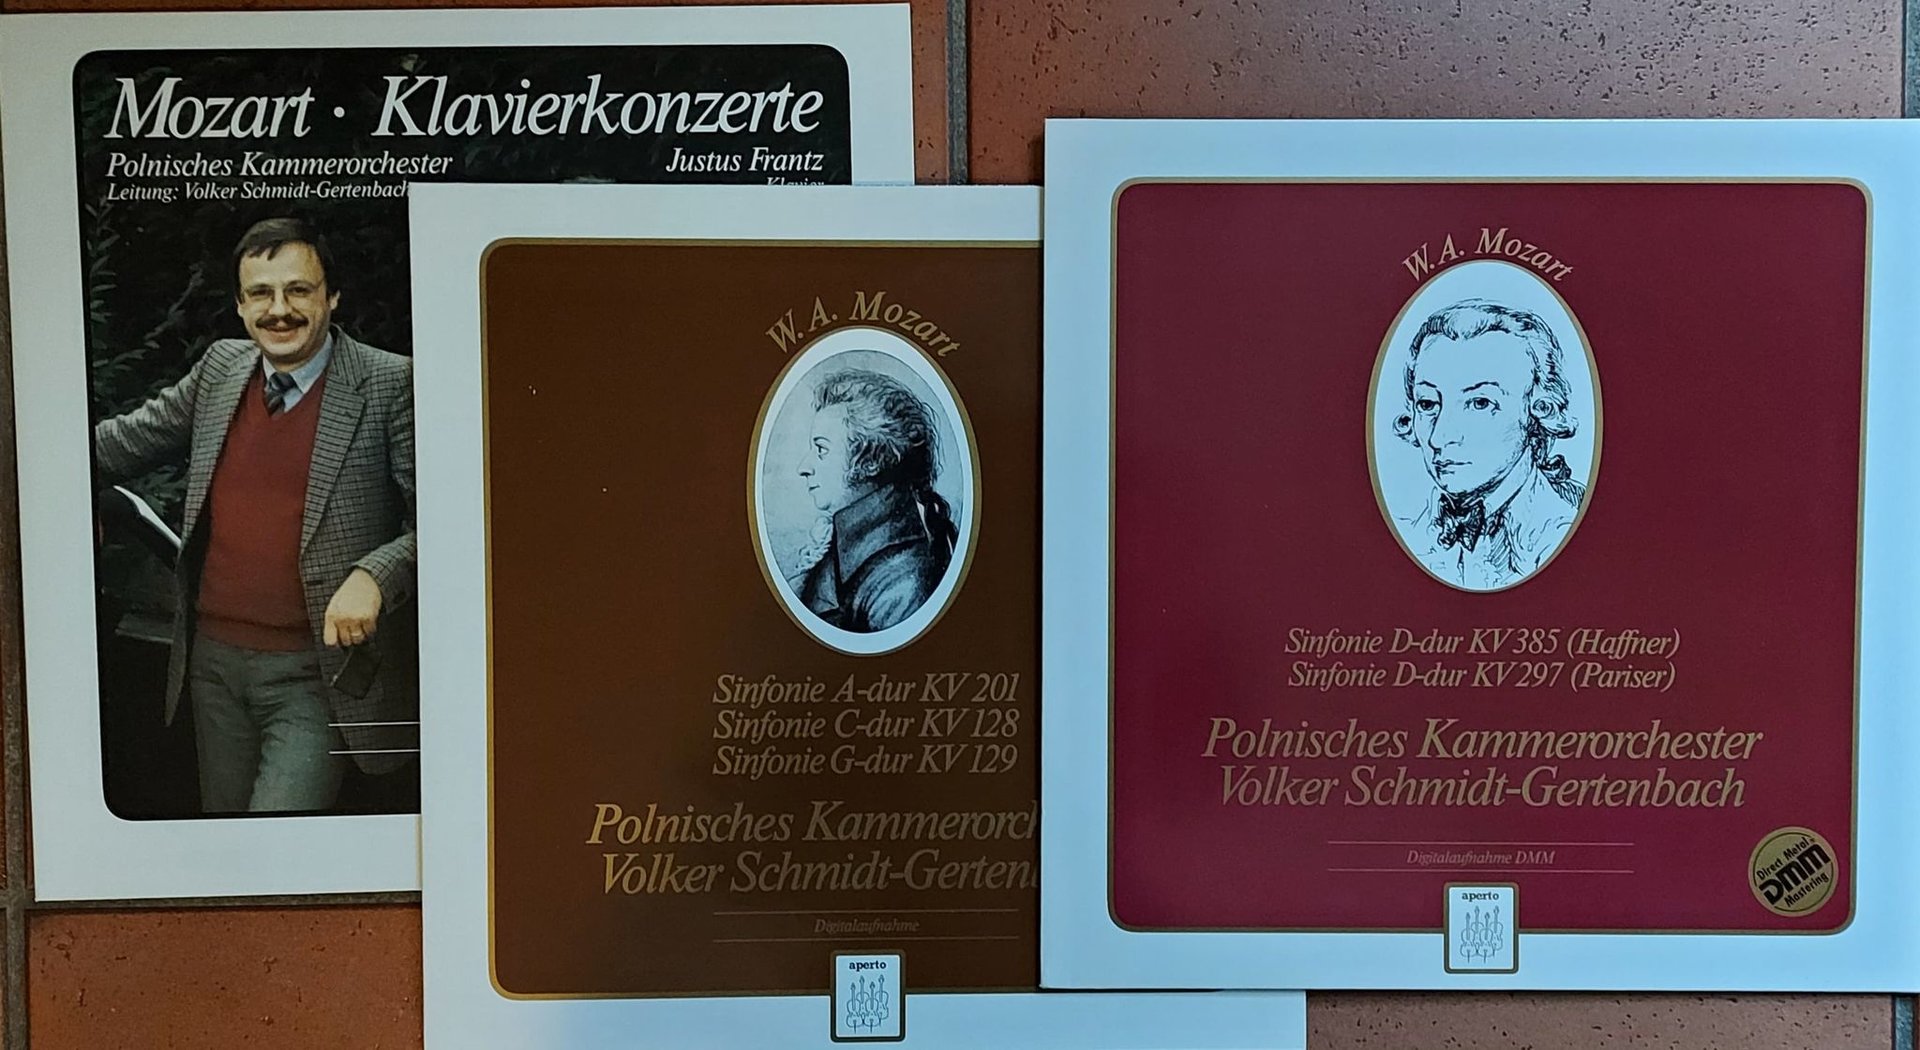 Mozart · Klavierkonzerte
Polnisches Kammerorchester
Justus Frantz
Leitung: Volker Schmidt-Gertenbach
Klavier
W. A. Mozart
Sinfonie A-dur KV 201
Sinfonie C-dur KV 128
Sinfonie G-dur KV 129
Polnisches Kammerorch
Volker Schmidt-Gerten
Digitalaufnahme
aperto
W. A. Mozart
Sinfonie D-dur KV 385 (Haffner)
Sinfonie D-dur KV 297 (Pariser)
Polnisches Kammerorchester
Volker Schmidt-Gertenbach
Digitalaufnahme DMM
Direct Metal
DMM
Mastering
aperto